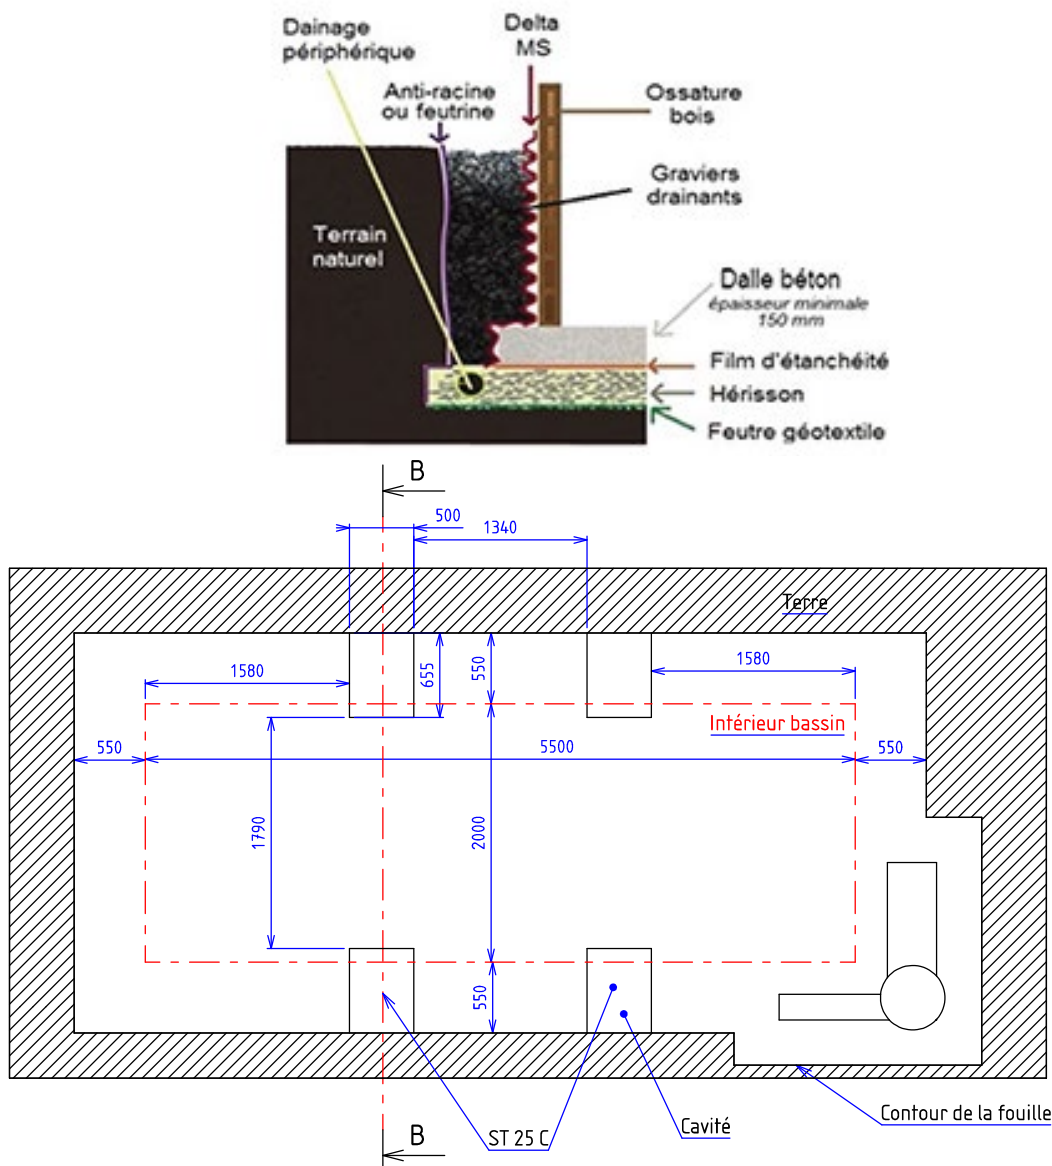 Dainage
périphérique
Delta
MS
Anti-racine
ou feutrine
Ossature
bois
Graviers
drainants
Terrain
naturel
Dalle béton
épaisseur minimale
150 mm
Film d'étanchéité
Hérisson
Feutre géotextile
B
500
1340
Terre
1580
655
550
1580
Intérieur bassin
550
5500
550
1790
2000
550
B
ST 25 C
Cavité
Contour de la fouille